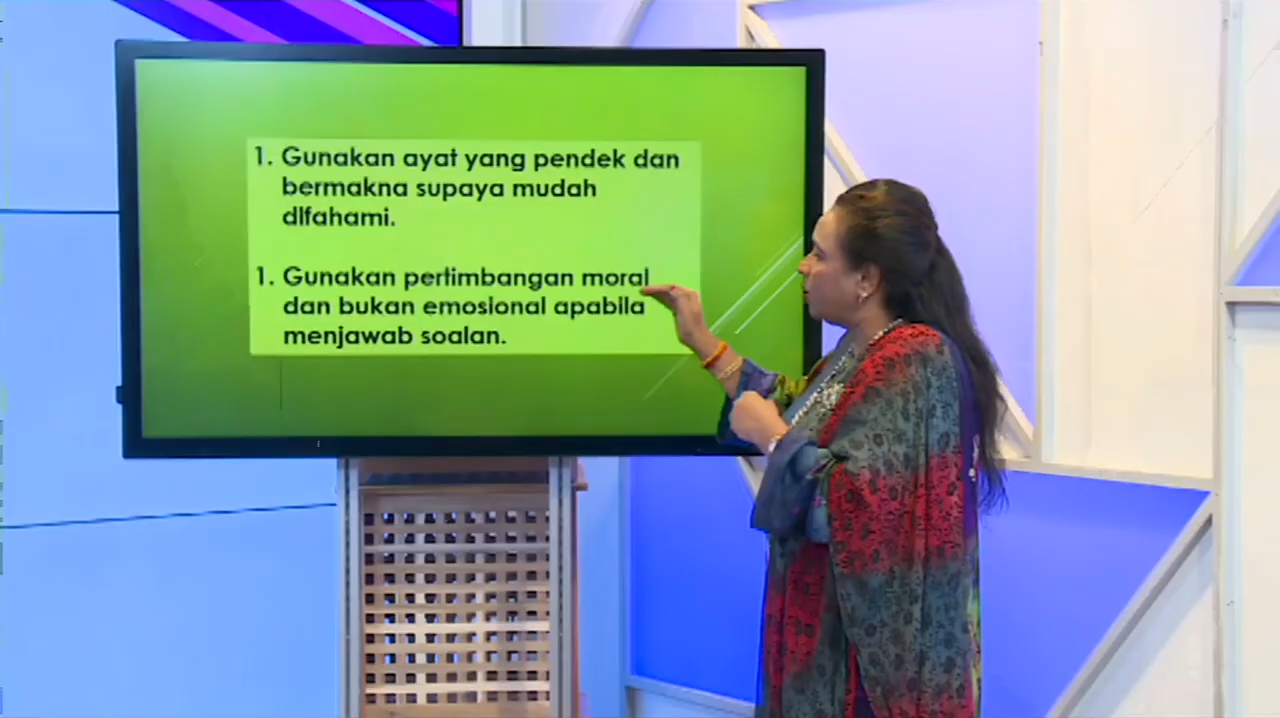 1. Gunakan ayat yang pendek dan
bermakna supaya mudah
difahami.
1. Gunakan pertimbangan moral
dan bukan emosional apabila
menjawab soalan.